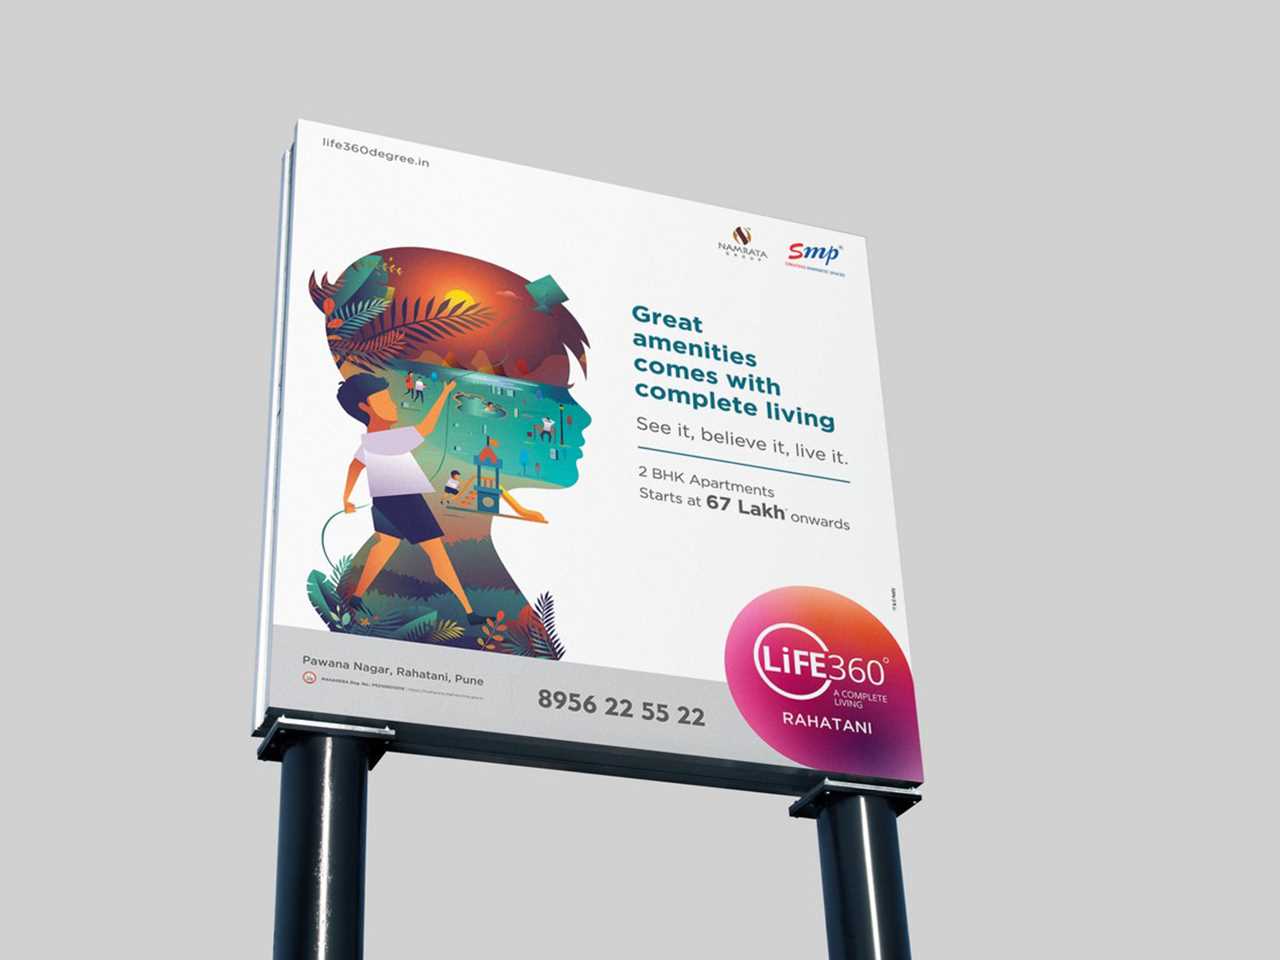 life360degree.in
NAMRATA
GROUP
smp
Great
amenities
comes with
complete living
See it, believe it, live it.
2 BHK Apartments
Starts at 67 Lakh* onwards
Pawana Nagar, Rahatani, Pune
8956 22 55 22
LiFE360°
A COMPLETE
LIVING
RAHATANI